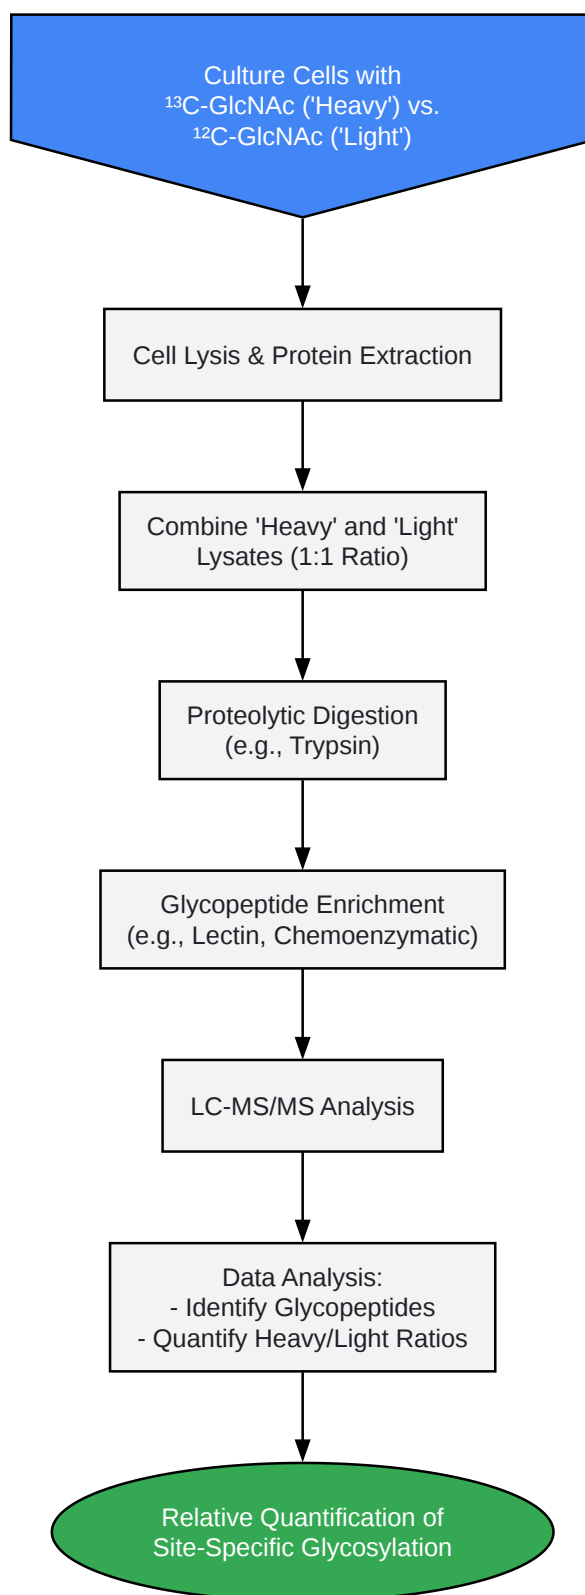 Culture Cells with
¹³C-GlcNAc ('Heavy') vs.
¹²C-GlcNAc ('Light')
Cell Lysis & Protein Extraction
Combine 'Heavy' and 'Light'
Lysates (1:1 Ratio)
Proteolytic Digestion
(e.g., Trypsin)
Glycopeptide Enrichment
(e.g., Lectin, Chemoenzymatic)
LC-MS/MS Analysis
Data Analysis:
- Identify Glycopeptides
- Quantify Heavy/Light Ratios
Relative Quantification of
Site-Specific Glycosylation